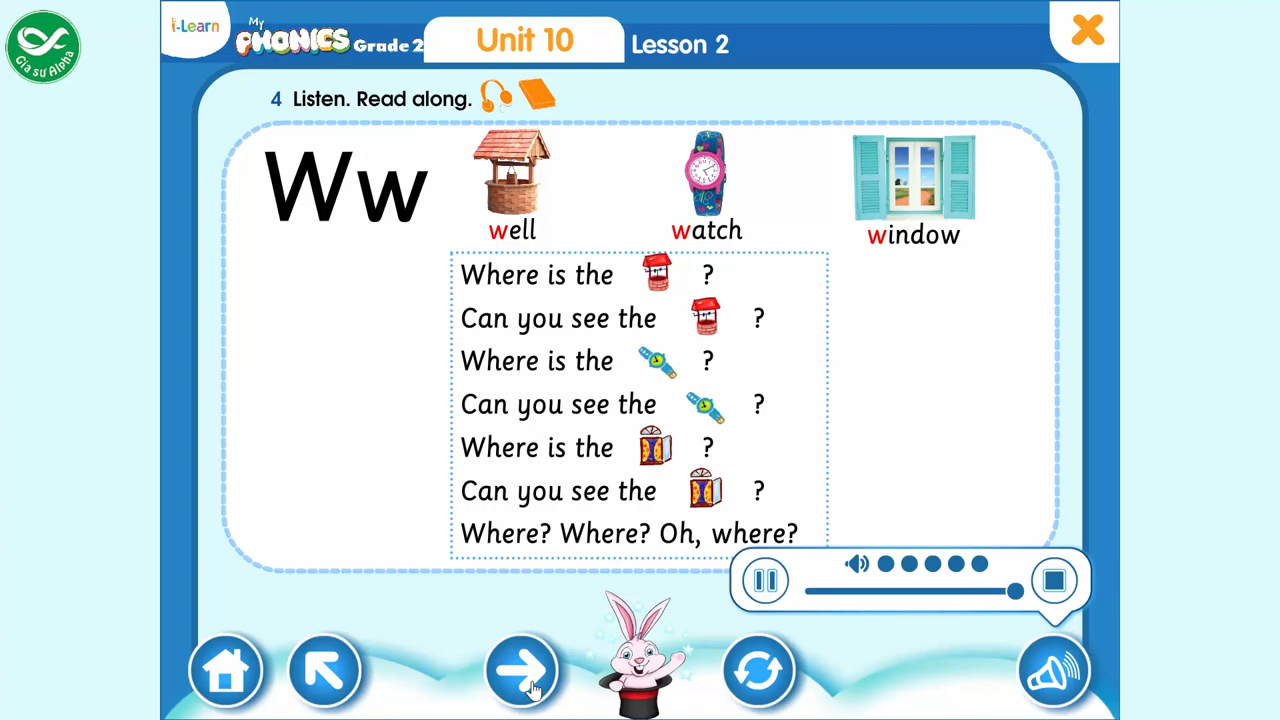 Gia sư Alpha
i-Learn
My
PHONICS Grade 2
Unit 10
Lesson 2
4 Listen. Read along.
Ww
well
watch
window
Where is the ?
Can you see the ?
Where is the ?
Can you see the ?
Where is the ?
Can you see the ?
Where? Where? Oh, where?